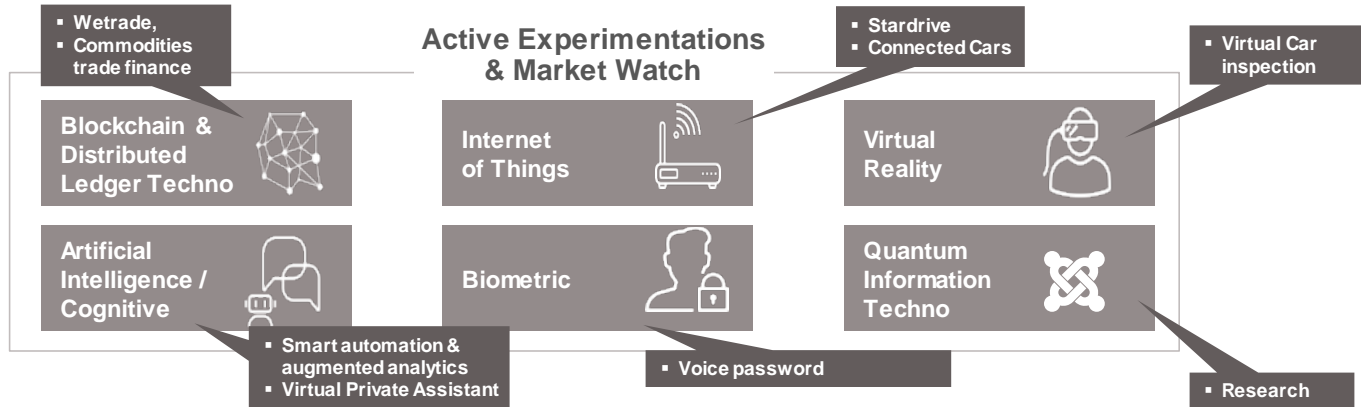 ▪ Wetrade,
▪ Commodities
trade finance
Active Experimentations
& Market Watch
▪ Stardrive
▪ Connected Cars
▪ Virtual Car
inspection
Blockchain &
Distributed
Ledger Techno
Internet
of Things
Virtual
Reality
Artificial
Intelligence /
Cognitive
Biometric
Quantum
Information
Techno
▪ Smart automation &
augmented analytics
▪ Virtual Private Assistant
▪ Voice password
▪ Research